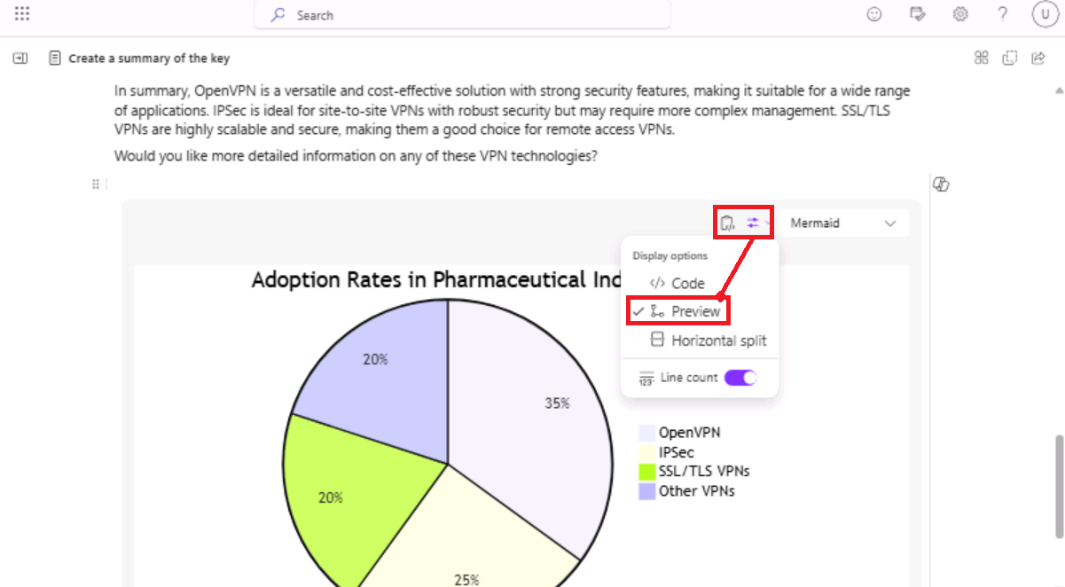 Search
U
Create a summary of the key
In summary, OpenVPN is a versatile and cost-effective solution with strong security features, making it suitable for a wide range
of applications. IPSec is ideal for site-to-site VPNs with robust security but may require more complex management. SSL/TLS
VPNs are highly scalable and secure, making them a good choice for remote access VPNs.
Would you like more detailed information on any of these VPN technologies?
Mermaid
Display options
Code
Preview
Horizontal split
123 Line count
Adoption Rates in Pharmaceutical Ind
20%
35%
20%
25%
OpenVPN
IPSec
SSL/TLS VPNs
Other VPNs